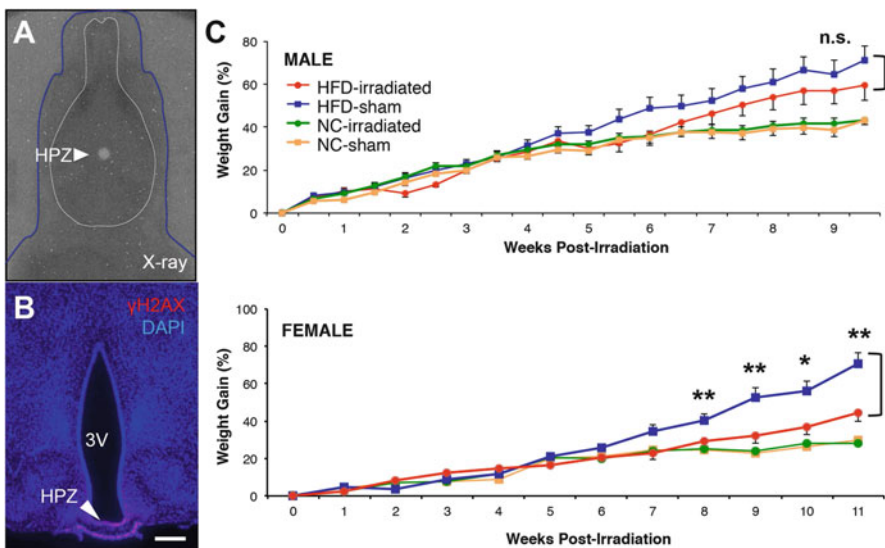 A
HPZ
X-ray
B
γH2AX
DAPI
3V
HPZ
C
MALE
HFD-irradiated
HFD-sham
NC-irradiated
NC-sham
n.s.
Weight Gain (%)
80
60
40
20
0
0 1 2 3 4 5 6 7 8 9
Weeks Post-Irradiation
FEMALE
** ** * **
Weight Gain (%)
100
80
60
40
20
0
0 1 2 3 4 5 6 7 8 9 10 11
Weeks Post-Irradiation